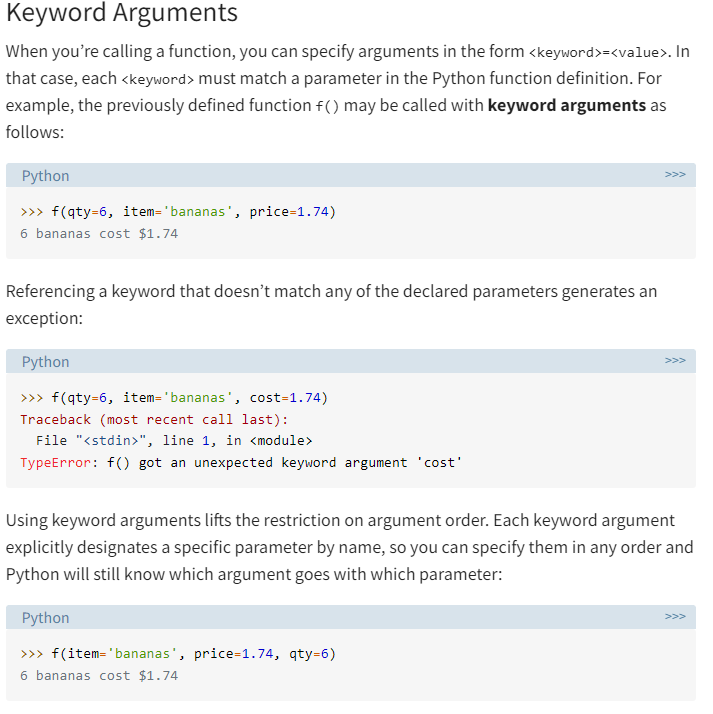 Keyword Arguments
When you’re calling a function, you can specify arguments in the form <keyword>=<value>. In
that case, each <keyword> must match a parameter in the Python function definition. For
example, the previously defined function f() may be called with keyword arguments as
follows:
Python >>>
>>> f(qty=6, item='bananas', price=1.74)
6 bananas cost $1.74
Referencing a keyword that doesn’t match any of the declared parameters generates an
exception:
Python >>>
>>> f(qty=6, item='bananas', cost=1.74)
Traceback (most recent call last):
  File "<stdin>", line 1, in <module>
TypeError: f() got an unexpected keyword argument 'cost'
Using keyword arguments lifts the restriction on argument order. Each keyword argument
explicitly designates a specific parameter by name, so you can specify them in any order and
Python will still know which argument goes with which parameter:
Python >>>
>>> f(item='bananas', price=1.74, qty=6)
6 bananas cost $1.74